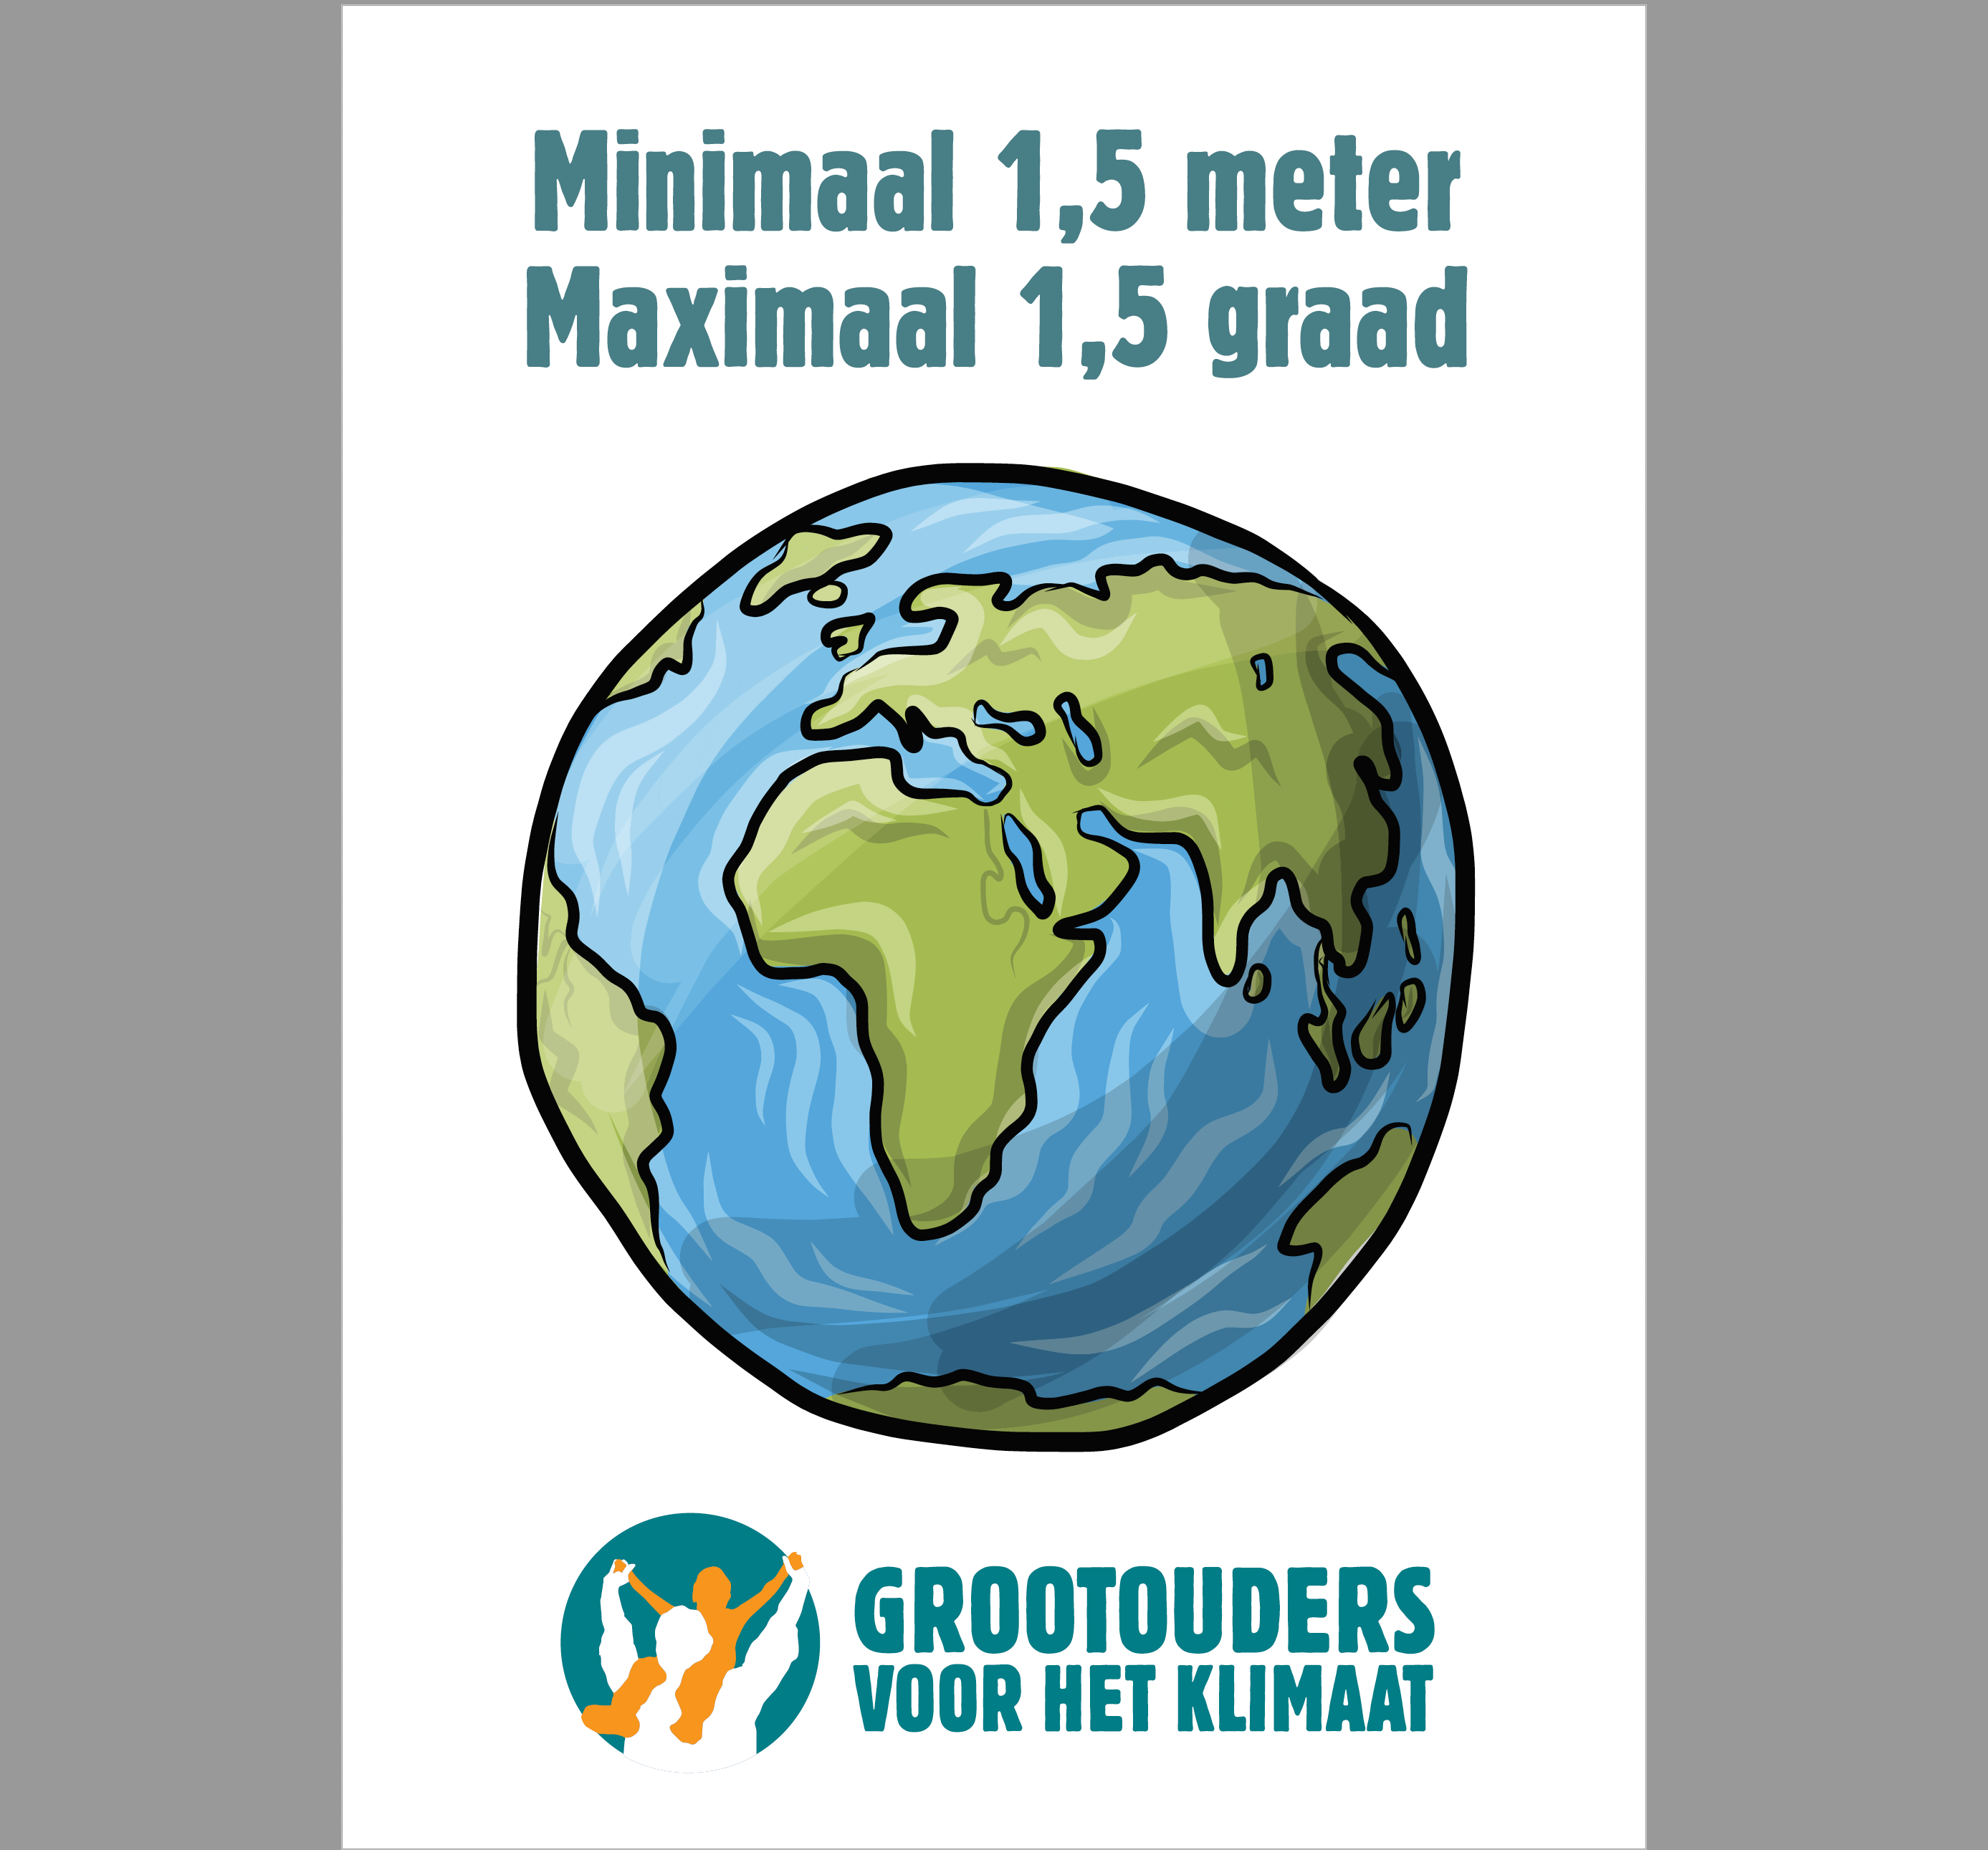 Minimaal 1,5 meter
Maximaal 1,5 graad
GROOTOUDERS
VOOR HET KLIMAAT